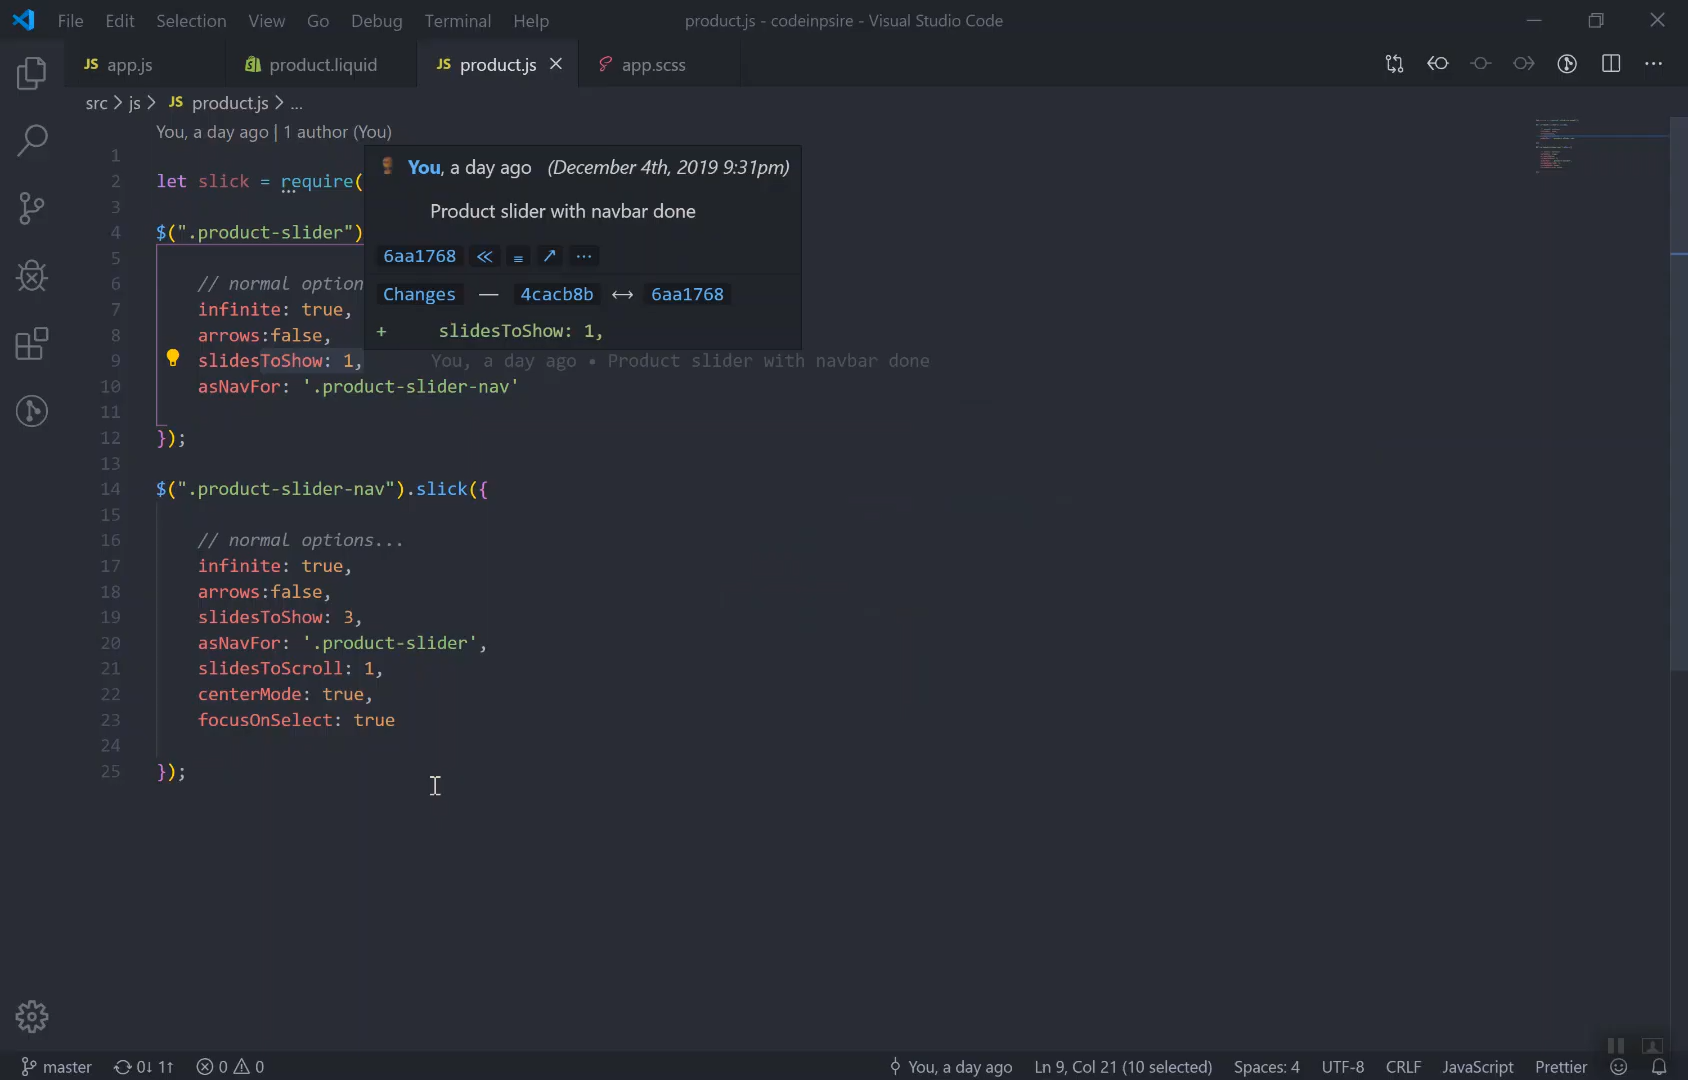 File Edit Selection View Go Debug Terminal Help product.js - codeinpsire - Visual Studio Code
JS app.js product.liquid JS product.js app.scss
src > js > JS product.js > ...
You, a day ago | 1 author (You)
1
2 let slick = require(
3
4 $(".product-slider")
5
6 // normal option
7 infinite: true,
8 arrows:false,
You, a day ago (December 4th, 2019 9:31pm)
Product slider with navbar done
6aa1768
Changes — 4cacb8b ↔ 6aa1768
+ slidesToShow: 1,
9 slidesToShow: 1, You, a day ago • Product slider with navbar done
10 asNavFor: '.product-slider-nav'
11
12 });
13
14 $(".product-slider-nav").slick({
15
16 // normal options...
17 infinite: true,
18 arrows:false,
19 slidesToShow: 3,
20 asNavFor: '.product-slider',
21 slidesToScroll: 1,
22 centerMode: true,
23 focusOnSelect: true
24
25 });
master 0↓ 1↑ 0 0 You, a day ago Ln 9, Col 21 (10 selected) Spaces: 4 UTF-8 CRLF JavaScript Prettier